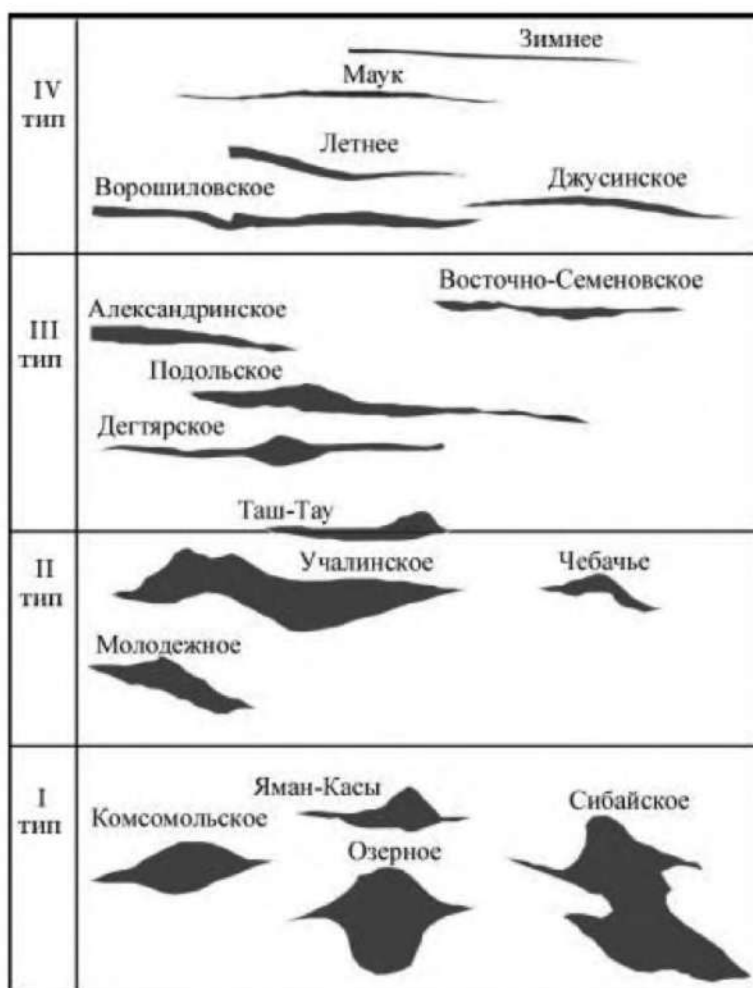 IV
тип
Зимнее
Маук
Летнее
Ворошиловское
Джусинское
III
тип
Восточно-Семеновское
Александринское
Подольское
Дегтярское
Таш-Тау
II
тип
Учалинское
Чебачье
Молодежное
I
тип
Яман-Касы
Комсомольское
Сибайское
Озерное